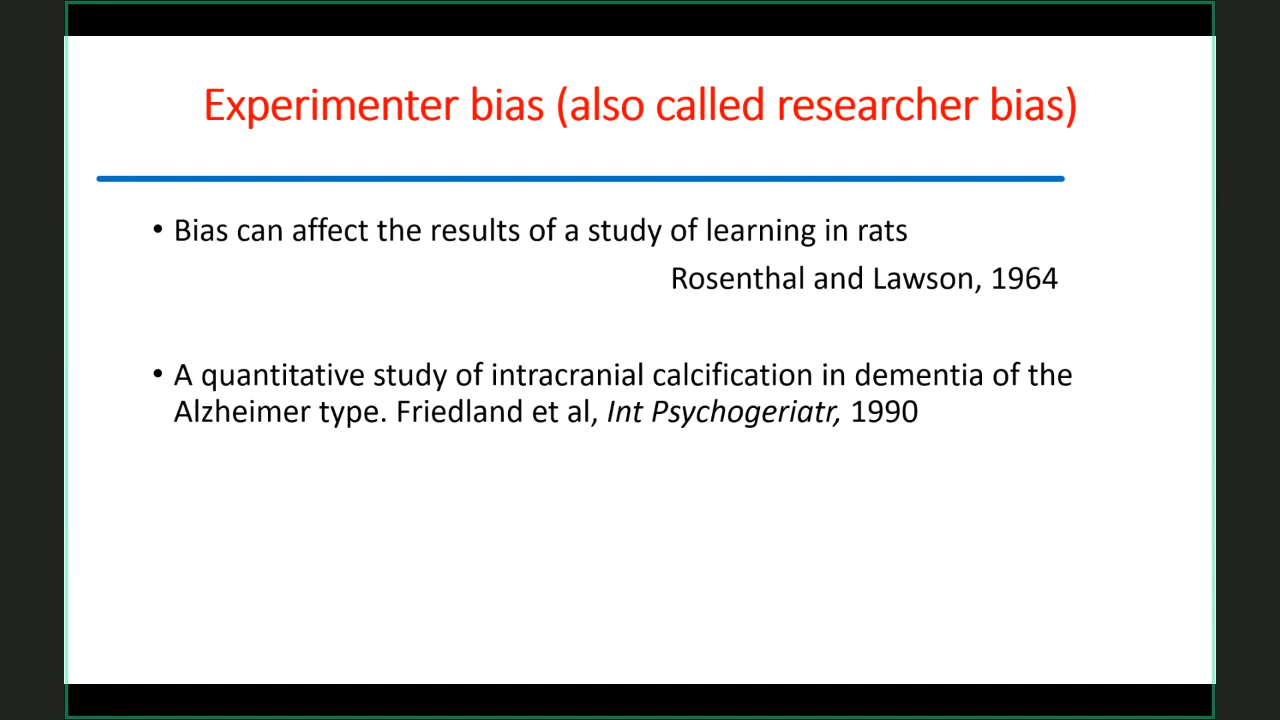 Experimenter bias (also called researcher bias)
• Bias can affect the results of a study of learning in rats
Rosenthal and Lawson, 1964
• A quantitative study of intracranial calcification in dementia of the
Alzheimer type. Friedland et al, Int Psychogeriatr, 1990